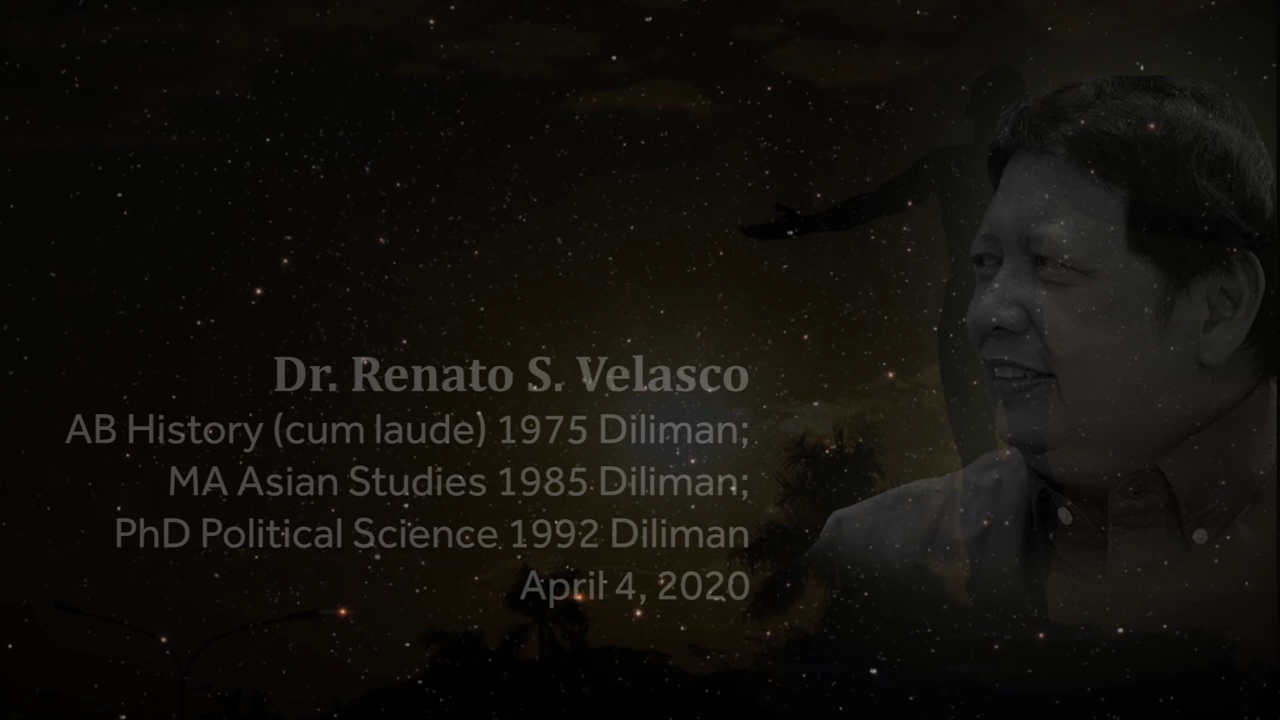 Dr. Renato S. Velasco
AB History (cum laude) 1975 Diliman;
MA Asian Studies 1985 Diliman;
PhD Political Science 1992 Diliman
April 4, 2020